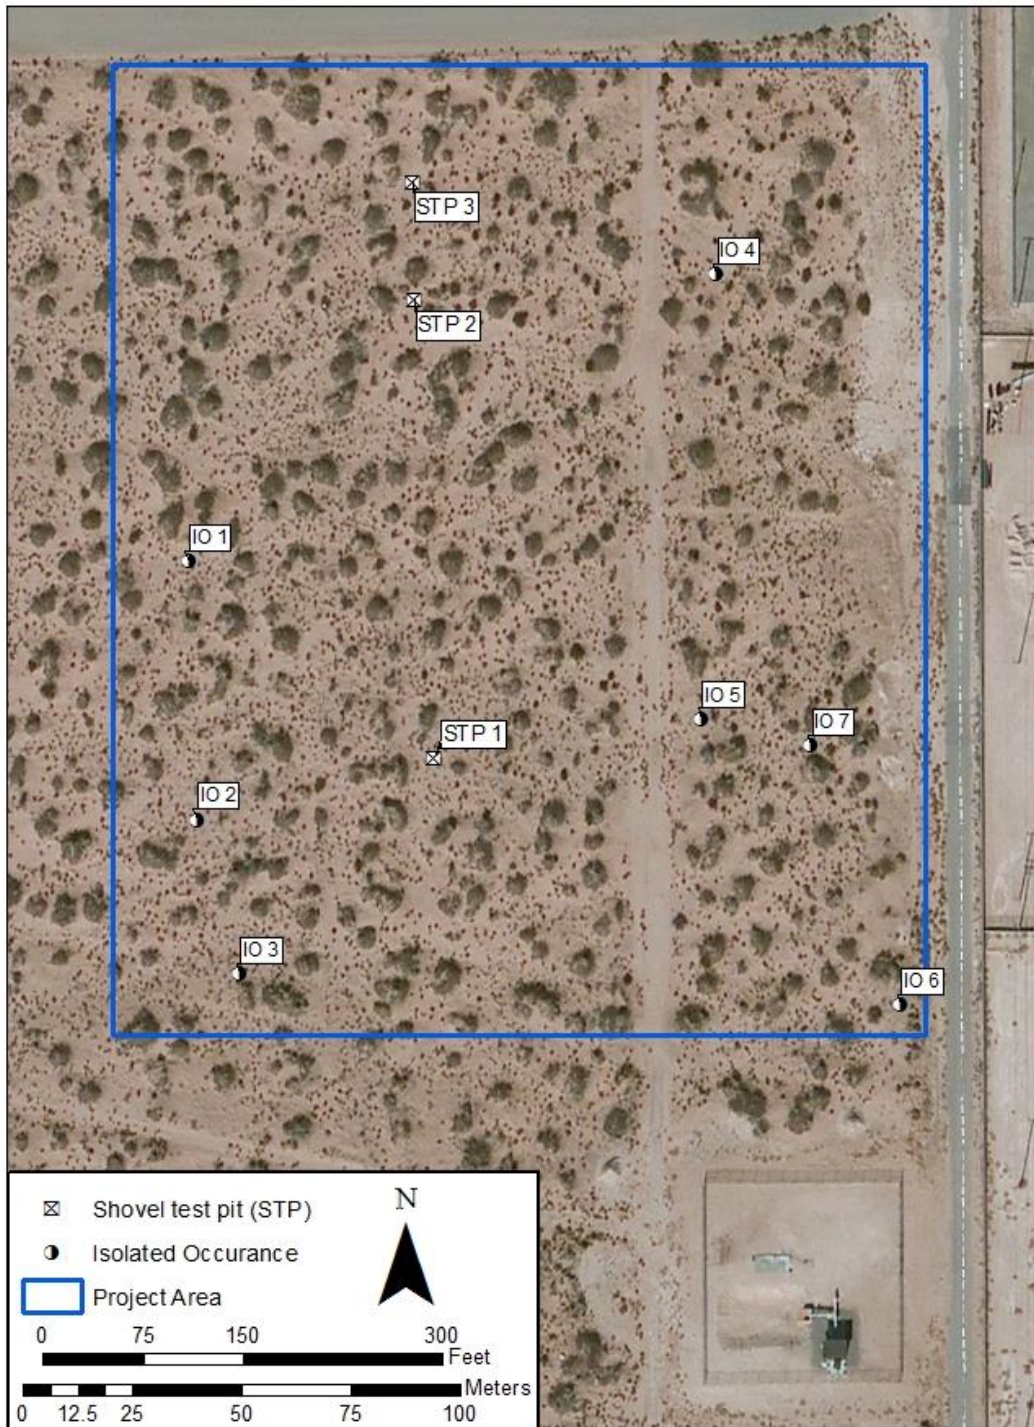 STP 3
IO 4
STP 2
IO 1
IO 5
STP 1
IO 7
IO 2
IO 3
IO 6
Shovel test pit (STP)
N
Isolated Occurance
Project Area
0 75 150 300
Feet
Meters
0 12.5 25 50 75 100